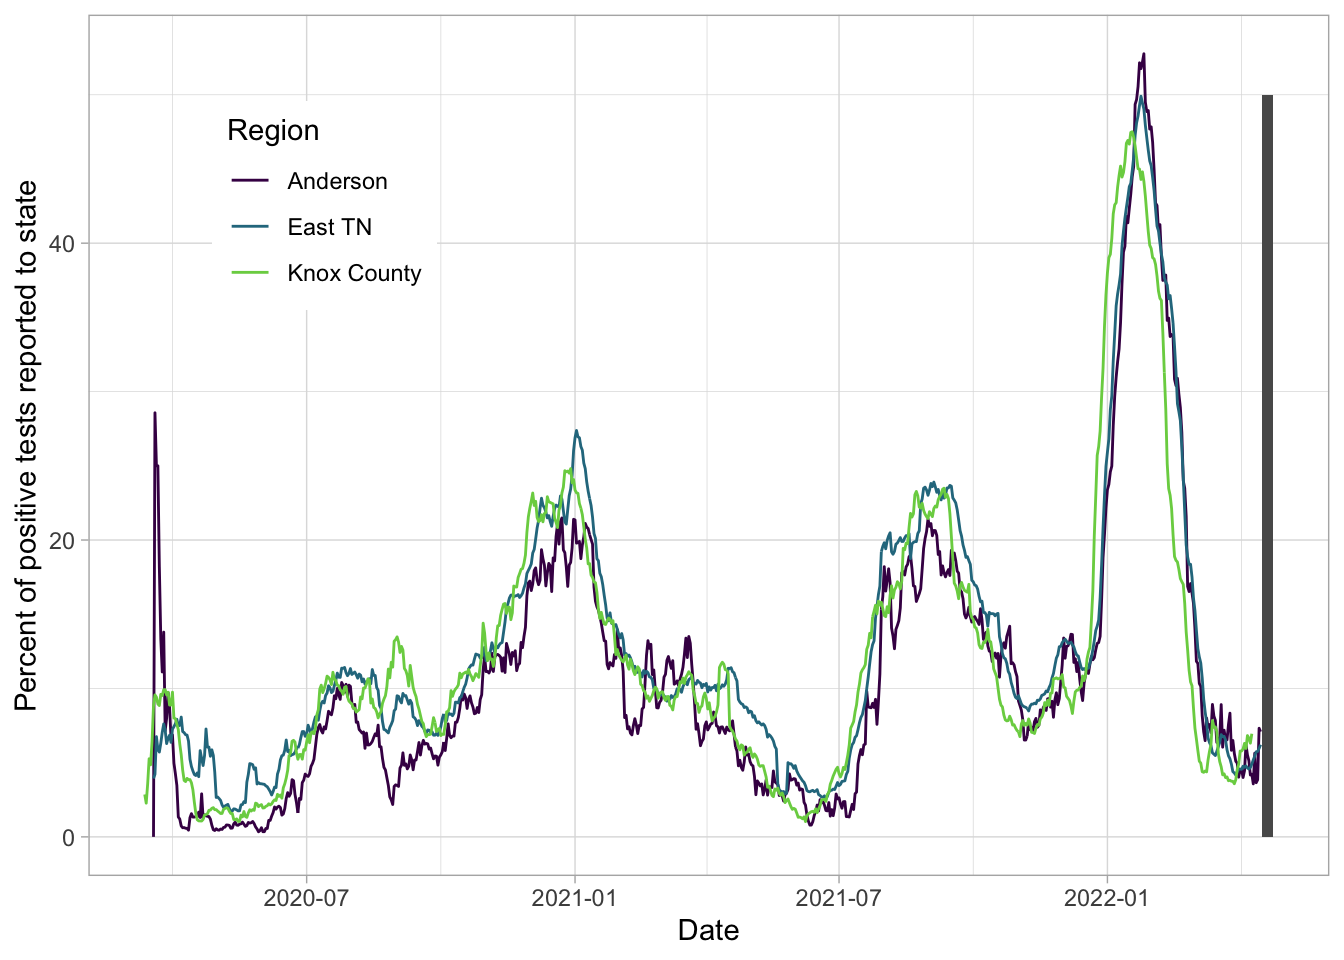 Region
Anderson
East TN
Knox County
Percent of positive tests reported to state
40
20
0
2020-07
2021-01
2021-07
2022-01
Date